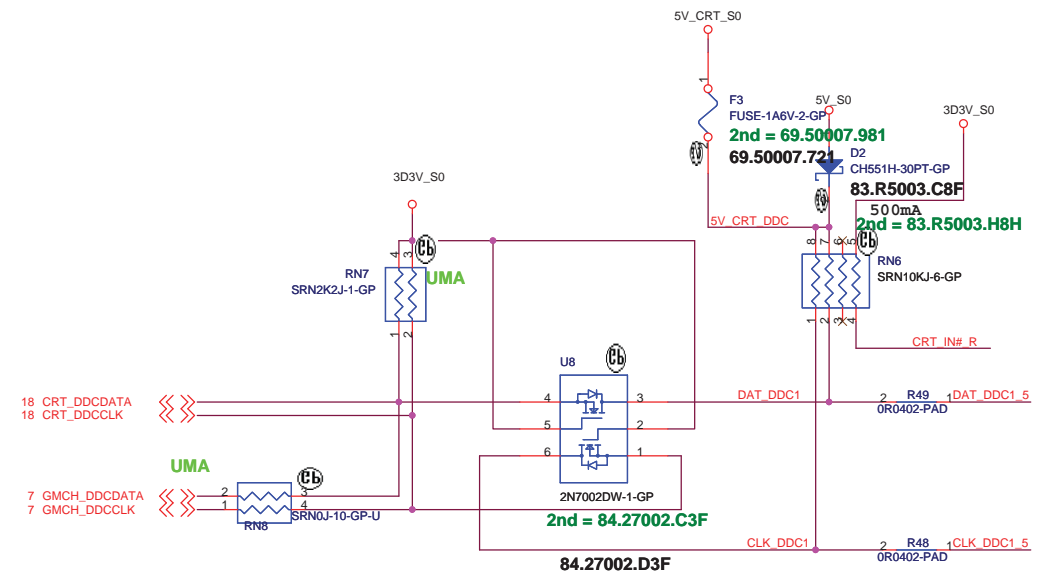 5V_CRT_S0
1
F3
FUSE-1A6V-2-GP
2nd = 69.50007.981
69.50007.721
2
5V_S0
3D3V_S0
D2
CH551H-30PT-GP
83.R5003.C8F
500mA
2nd = 83.R5003.H8H
3D3V_S0
5V_CRT_DDC
8 7 6 5
RN6
SRN10KJ-6-GP
1 2 3 4
CRT_IN#_R
4 3
RN7
SRN2K2J-1-GP
UMA
1 2
U8
18 CRT_DDCDATA
18 CRT_DDCCLK
4 3
5 2
6 1
DAT_DDC1
2 R49 1 DAT_DDC1_5
0R0402-PAD
UMA
7 GMCH_DDCDATA
7 GMCH_DDCCLK
2 3
1 4
RN8
SRN0J-10-GP-U
2N7002DW-1-GP
2nd = 84.27002.C3F
84.27002.D3F
CLK_DDC1
2 R48 1 CLK_DDC1_5
0R0402-PAD